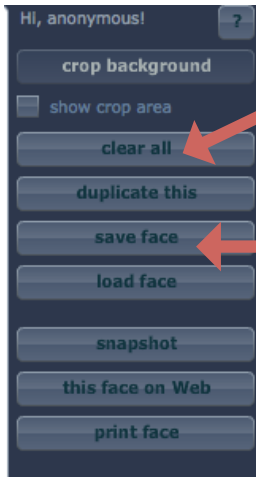 Hi, anonymous!
?
crop background
show crop area
clear all
duplicate this
save face
load face
snapshot
this face on Web
print face